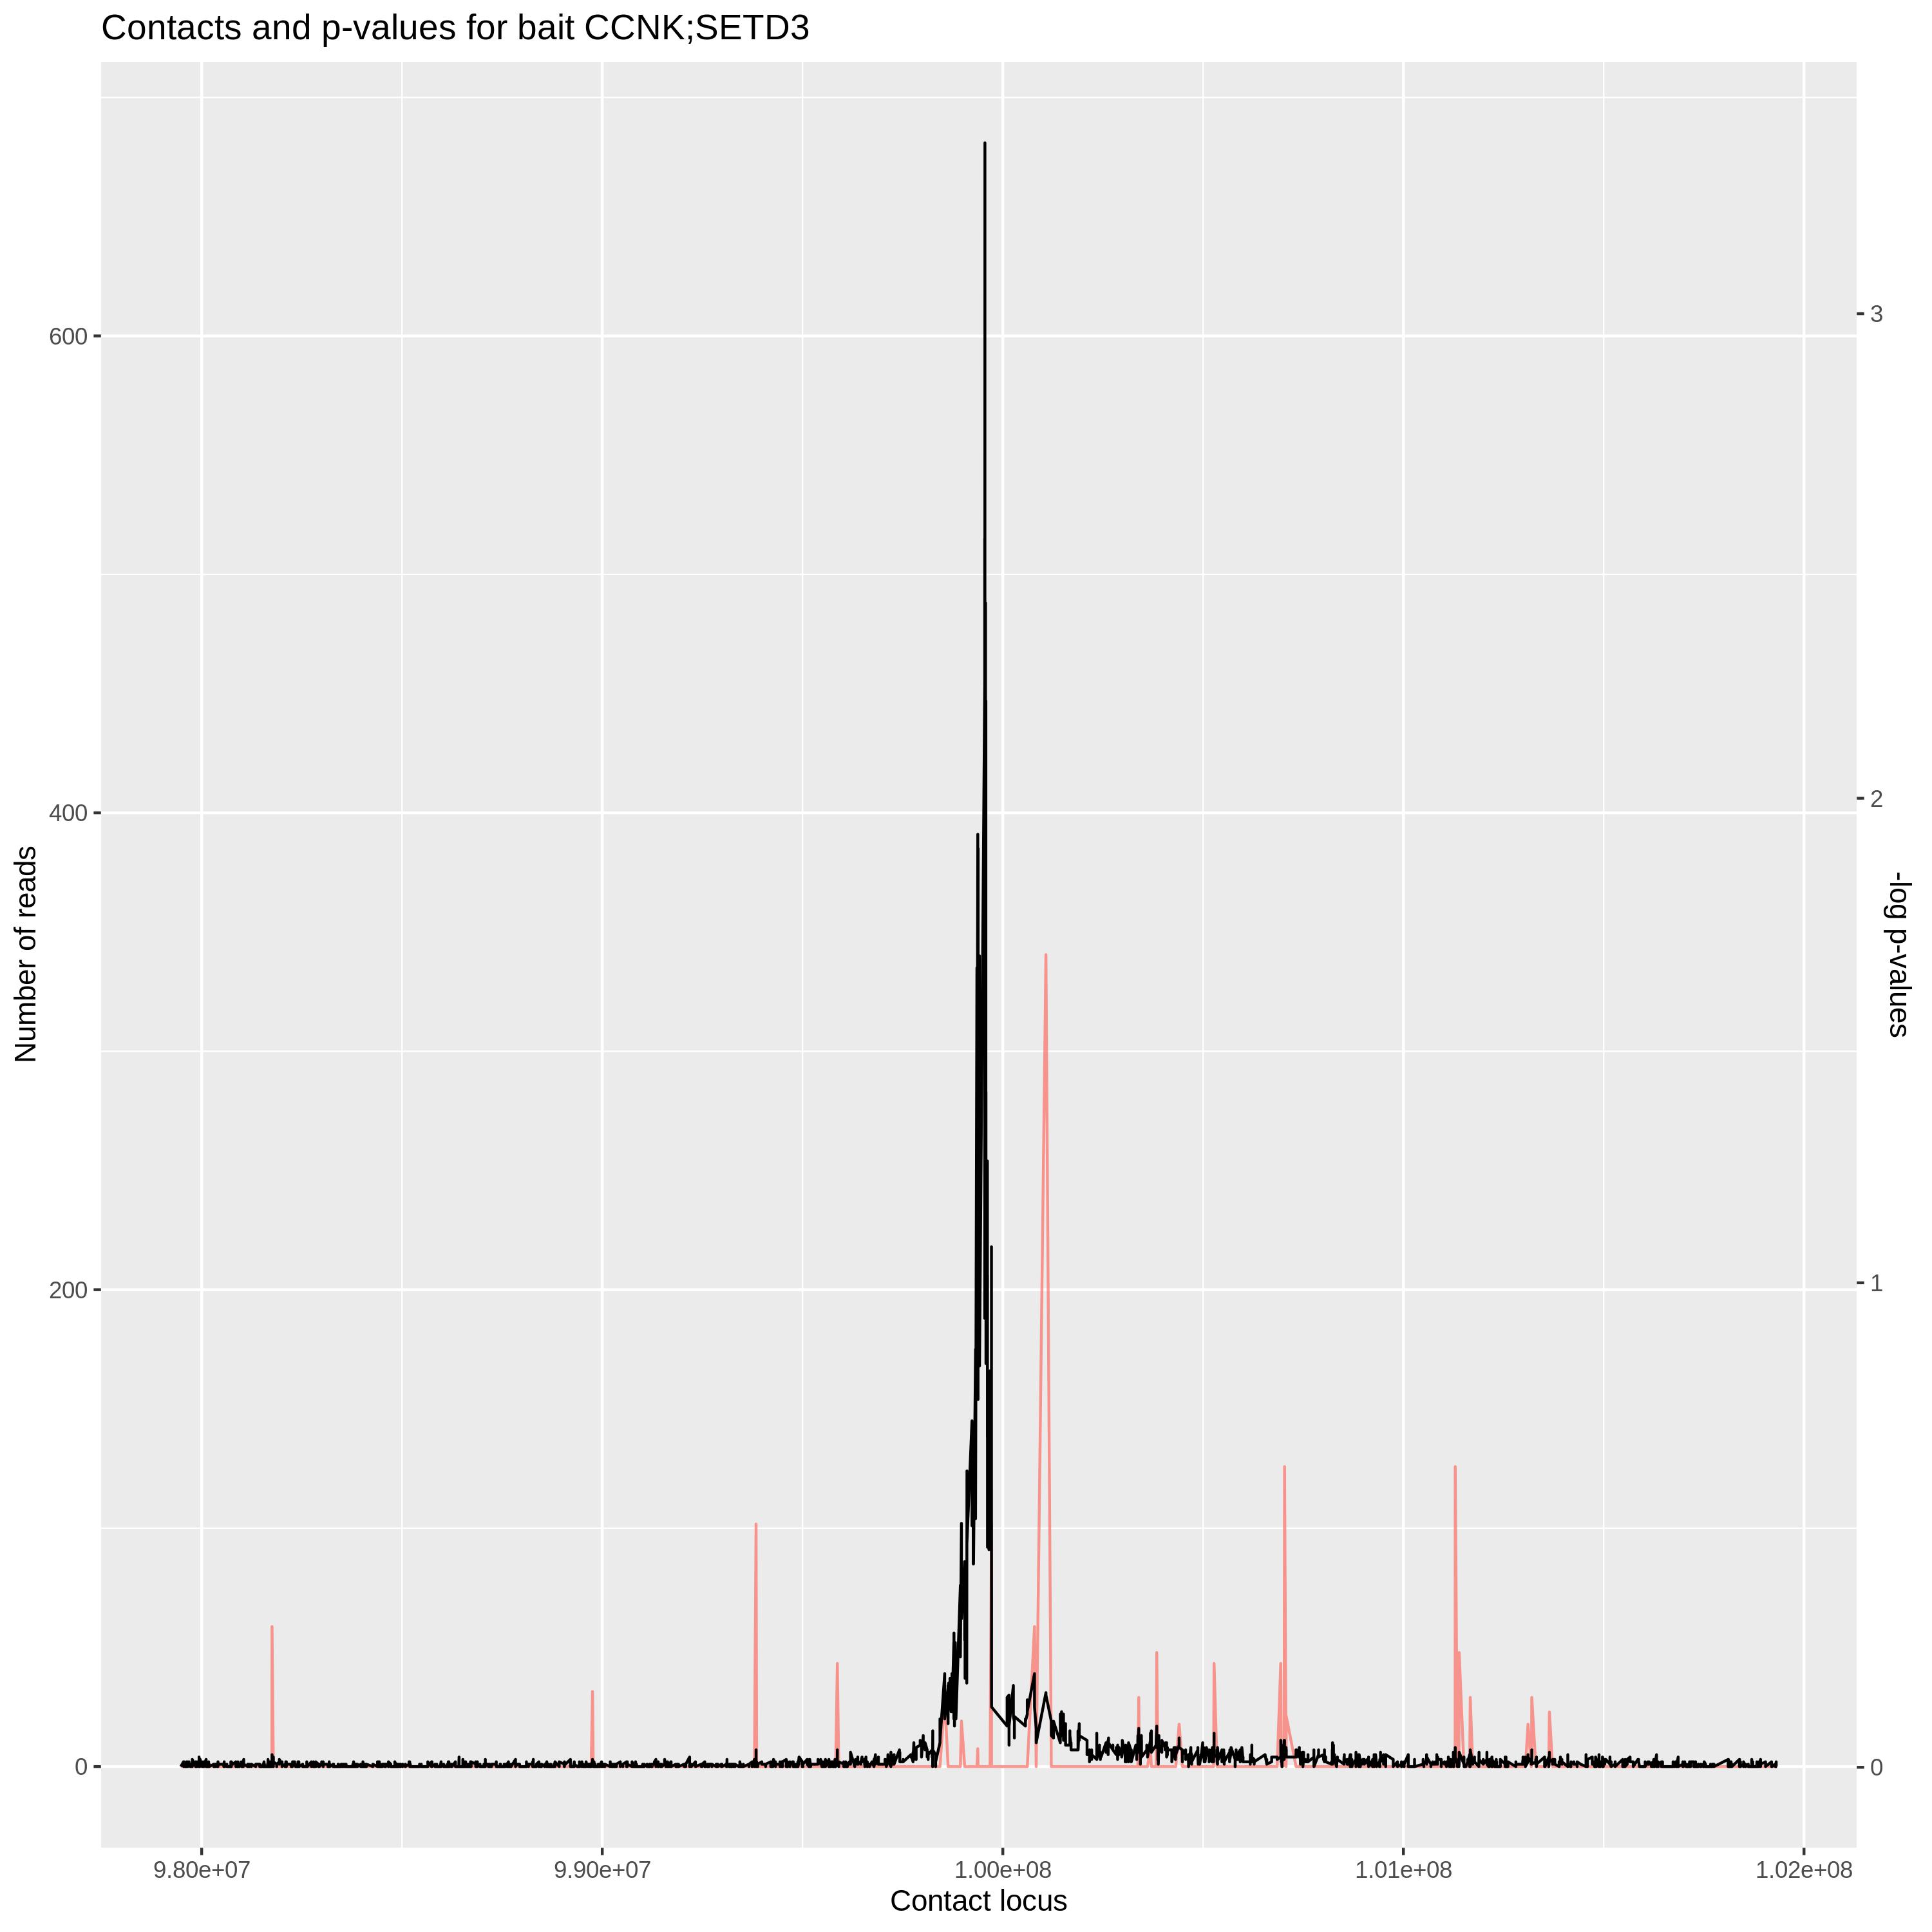 Contacts and p-values for bait CCNK;SETD3
Number of reads
600
400
200
0
3
2
1
0
-log p-values
9.80e+07
9.90e+07
1.00e+08
1.01e+08
1.02e+08
Contact locus